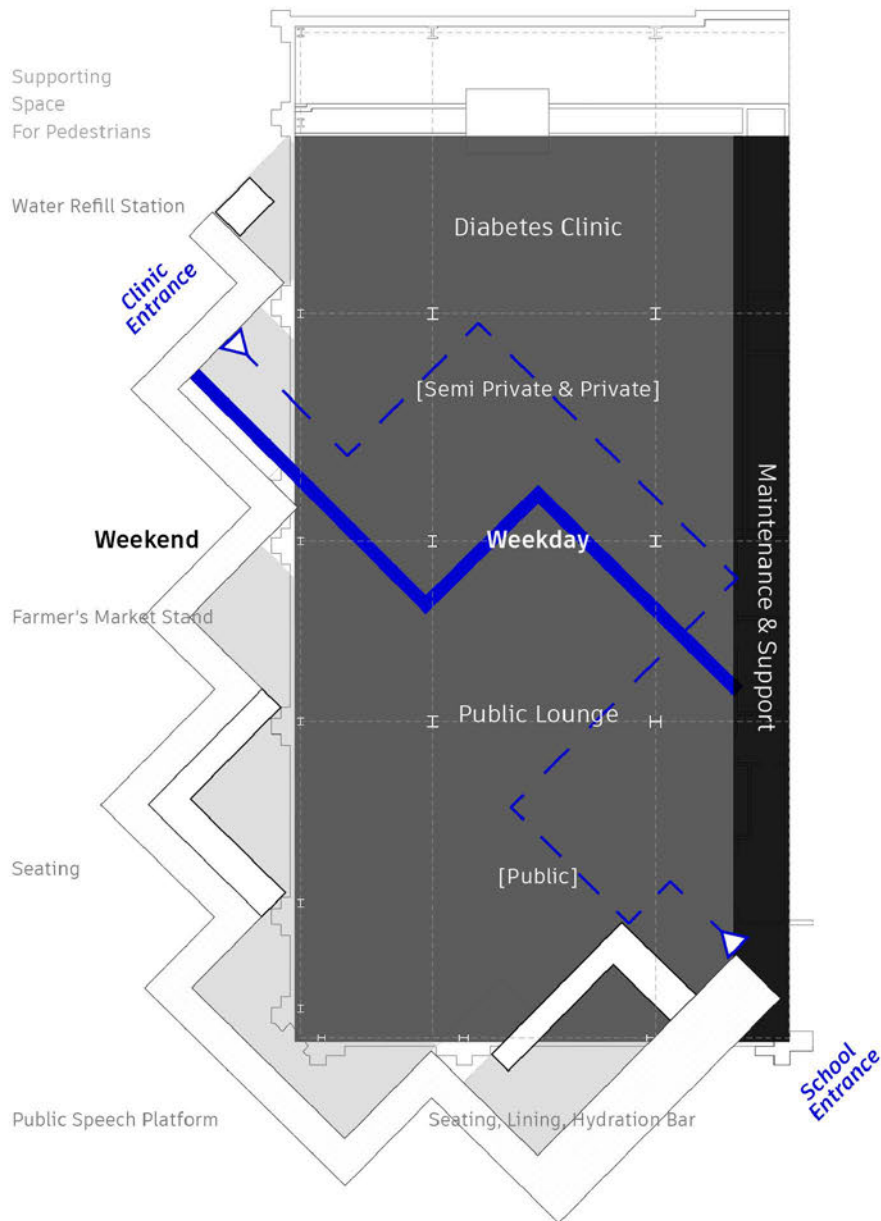 Supporting
Space
For Pedestrians
Water Refill Station
Diabetes Clinic
Clinic
Entrance
[Semi Private & Private]
Maintenance & Support
Weekend
Weekday
Farmer's Market Stand
Public Lounge
Seating
[Public]
School
Entrance
Public Speech Platform
Seating, Lining, Hydration Bar